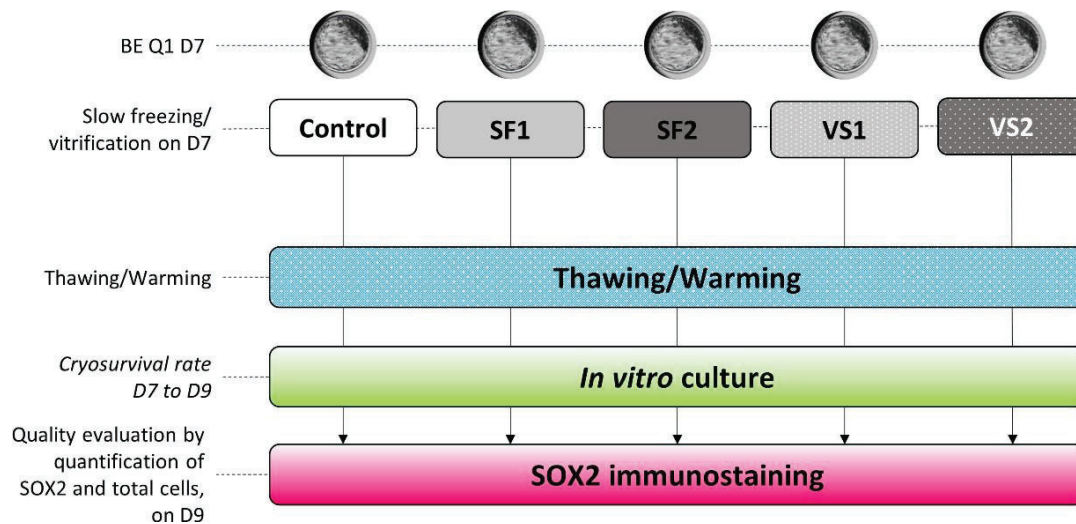 BE Q1 D7
Slow freezing/
vitrification on D7
Control
SF1
SF2
VS1
VS2
Thawing/Warming
Thawing/Warming
Cryosurvival rate
D7 to D9
In vitro culture
Quality evaluation by
quantification of
SOX2 and total cells,
on D9
SOX2 immunostaining